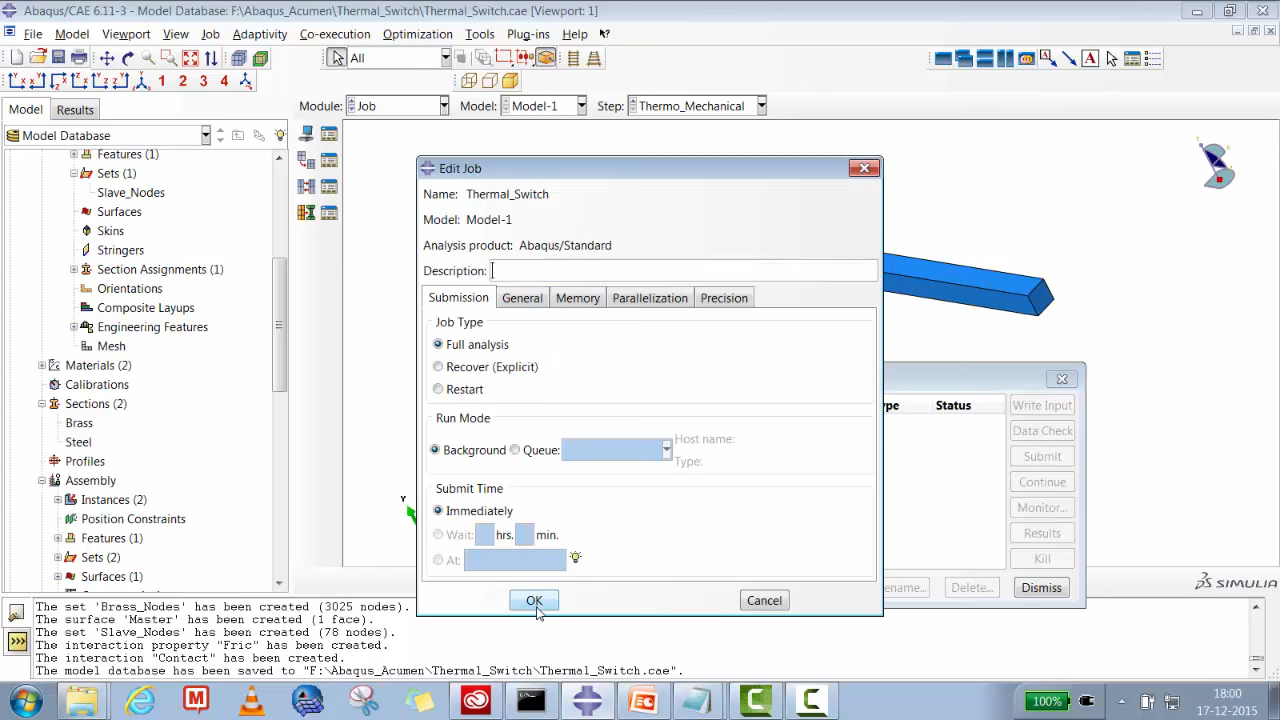 Abaqus/CAE 6.11-3 - Model Database: F:\Abaqus_Acumen\Thermal_Switch\Thermal_Switch.cae [Viewport: 1]
File Model Viewport View Job Adaptivity Co-execution Optimization Tools Plug-ins Help
All
1 2 3 4
A
Model Results
Module: Job Model: Model-1 Step: Thermo_Mechanical
Model Database
Features (1)
Sets (1)
Slave_Nodes
Surfaces
Skins
Stringers
Section Assignments (1)
Orientations
Composite Layups
Engineering Features
Mesh
Materials (2)
Calibrations
Sections (2)
Brass
Steel
Profiles
Assembly
Instances (2)
Position Constraints
Features (1)
Sets (2)
Surfaces (1)
Edit Job
Name: Thermal_Switch
Model: Model-1
Analysis product: Abaqus/Standard
Description:
Submission General Memory Parallelization Precision
Job Type
Full analysis
Recover (Explicit)
Restart
Run Mode
Background Queue: Host name:
Type:
Submit Time
Immediately
Wait: hrs. min.
At:
OK Cancel
Y
ype Status
Write Input
Data Check
Submit
Continue
Monitor...
Results
Kill
ename... Delete... Dismiss
SIMULIA
The set 'Brass_Nodes' has been created (3025 nodes).
The surface 'Master' has been created (1 face).
The set 'Slave_Nodes' has been created (78 nodes).
The interaction property "Fric" has been created.
The interaction "Contact" has been created.
The model database has been saved to "F:\Abaqus_Acumen\Thermal_Switch\Thermal_Switch.cae".
>>>
100%
18:00
17-12-2015